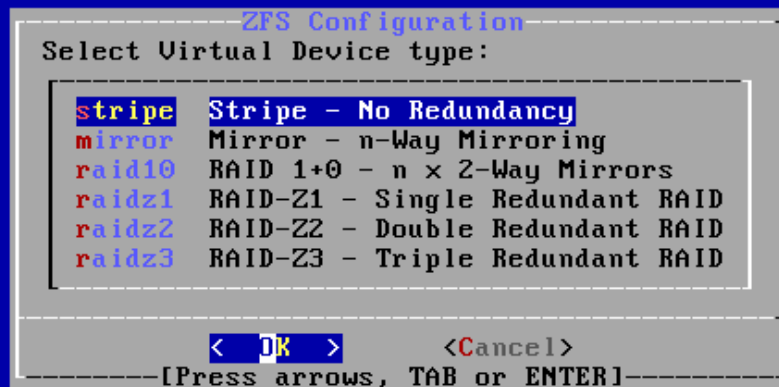 ZFS Configuration
Select Virtual Device type:
stripe Stripe - No Redundancy
mirror Mirror - n-Way Mirroring
raid10 RAID 1+0 - n x 2-Way Mirrors
raidz1 RAID-Z1 - Single Redundant RAID
raidz2 RAID-Z2 - Double Redundant RAID
raidz3 RAID-Z3 - Triple Redundant RAID
< OK > <Cancel>
[Press arrows, TAB or ENTER]